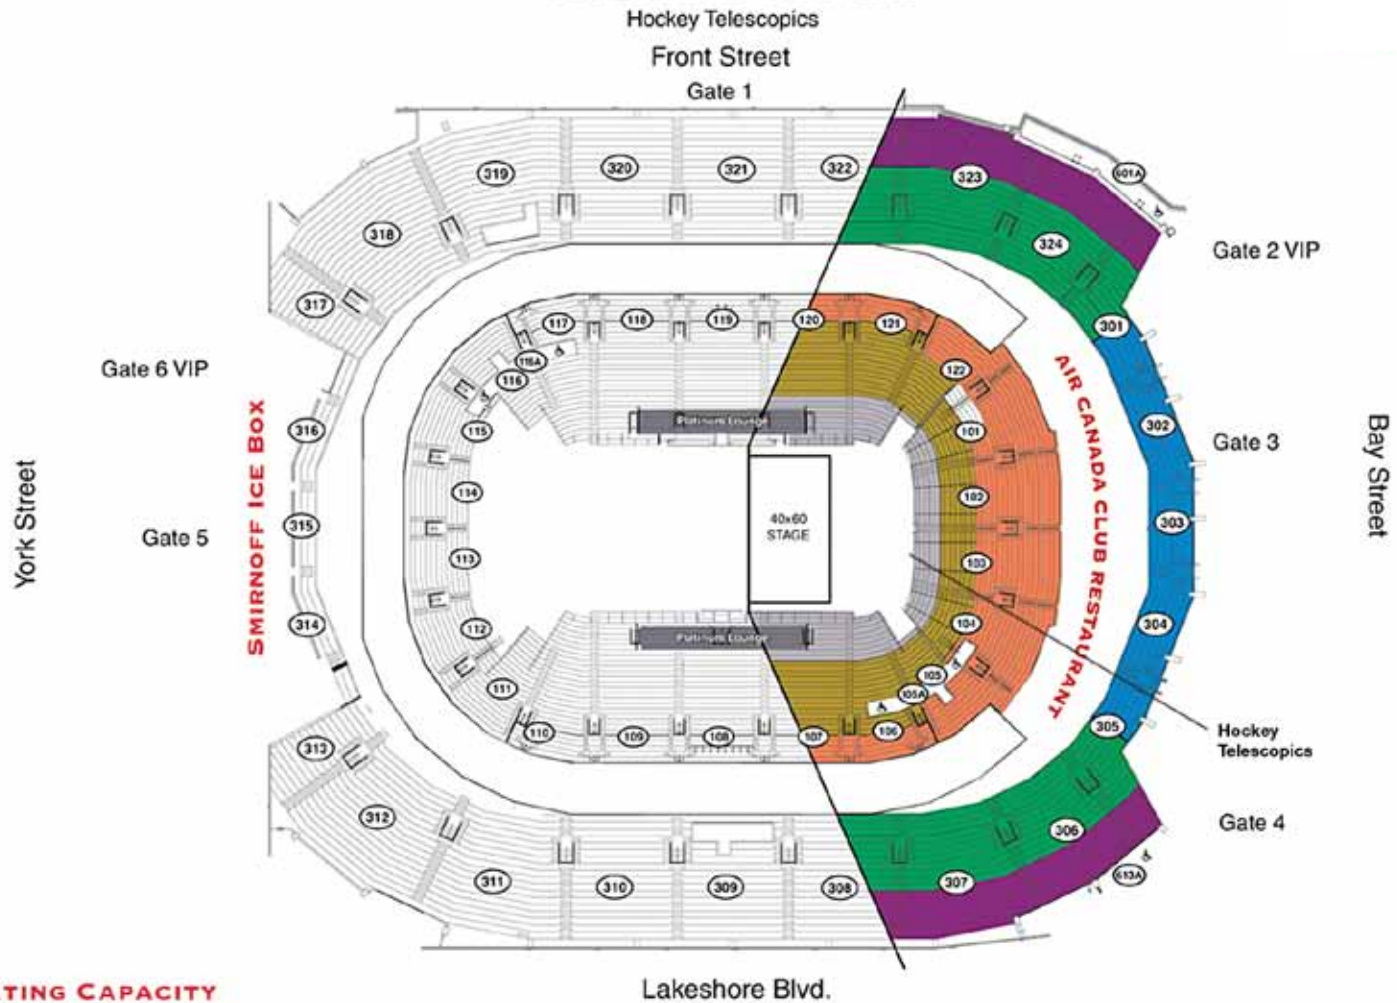 Hockey Telescopics
Front Street
Gate 1
601A
319
320
321
322
323
318
324
Gate 2 VIP
317
301
117
118
119
120
121
116A
116
122
Gate 6 VIP
AIR CANADA CLUB RESTAURANT
316
115
Platinum Lounge
101
302
Gate 3
SMIRNOFF ICE BOX
York Street
Bay Street
114
102
Gate 5
315
40x60
STAGE
303
113
103
314
112
Platinum Lounge
104
304
111
105
105A
313
110
109
108
107
106
305
Hockey
Telescopics
312
306
Gate 4
613A
311
310
309
308
307
TING CAPACITY
Lakeshore Blvd.